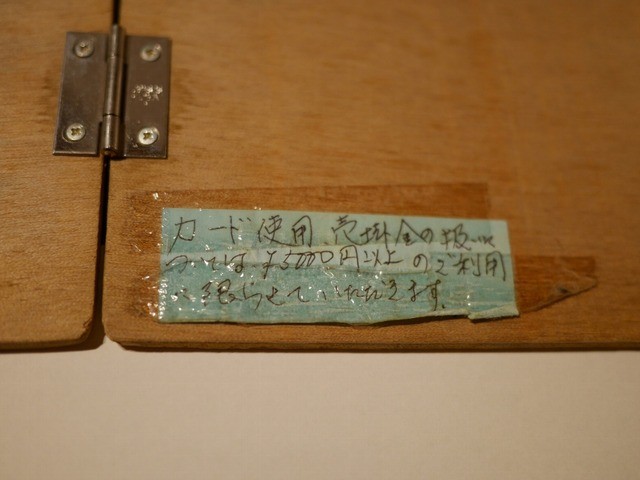 カード使用 売掛金の扱いに
ついては ¥5000円以上 のご利用
に限らせていただきます.